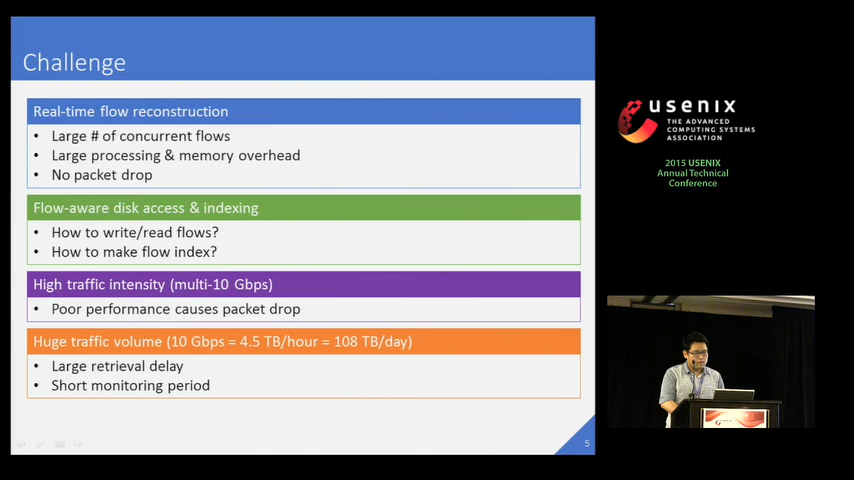 Challenge
Real-time flow reconstruction
• Large # of concurrent flows
• Large processing & memory overhead
• No packet drop
Flow-aware disk access & indexing
• How to write/read flows?
• How to make flow index?
High traffic intensity (multi-10 Gbps)
• Poor performance causes packet drop
Huge traffic volume (10 Gbps = 4.5 TB/hour = 108 TB/day)
• Large retrieval delay
• Short monitoring period
5
usenix
THE ADVANCED
COMPUTING SYSTEMS
ASSOCIATION
2015 USENIX
Annual Technical
Conference